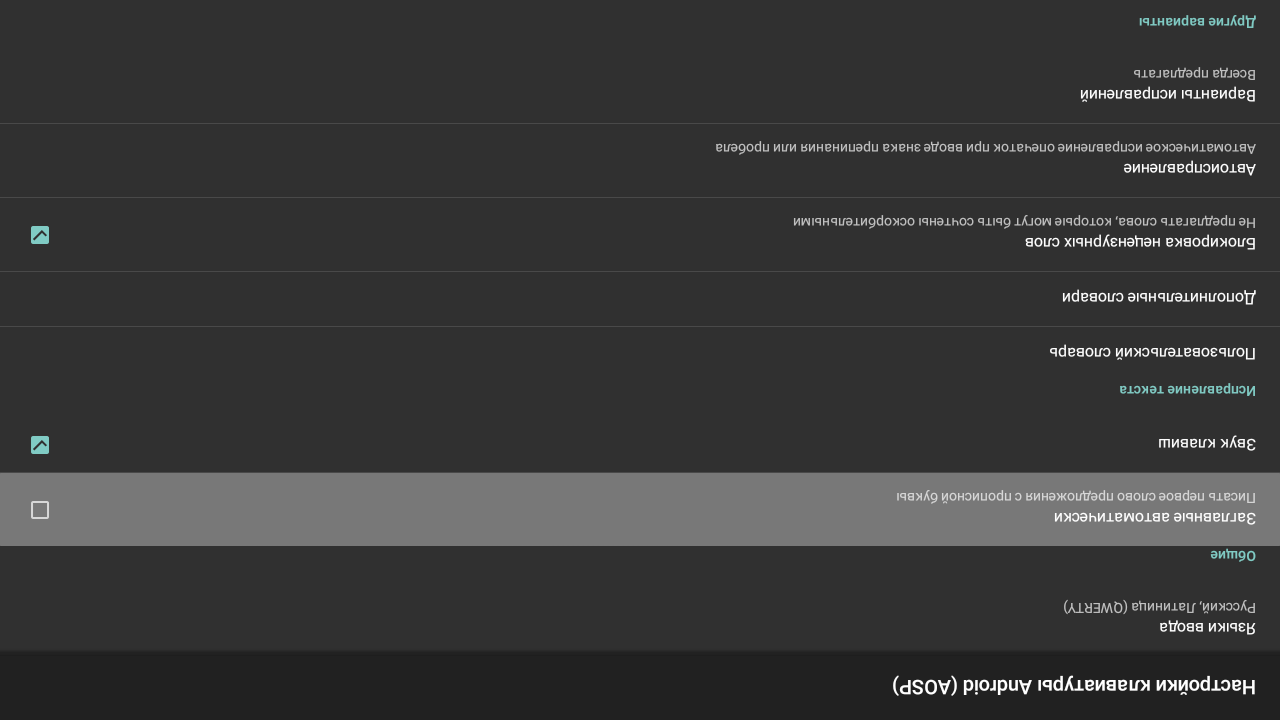 Настройки клавиатуры Android (AOSP)
Языки ввода
Русский, Латиница (QWERTY)
Общие
Заглавные автоматически
Писать первое слово предложения с прописной буквы
Звук клавиш
Исправление текста
Пользовательский словарь
Дополнительные словари
Блокировка нецензурных слов
Не предлагать слова, которые могут быть сочтены оскорбительными
Автоисправление
Автоматическое исправление опечаток при вводе знака препинания или пробела
Варианты исправлений
Всегда предлагать
Другие варианты